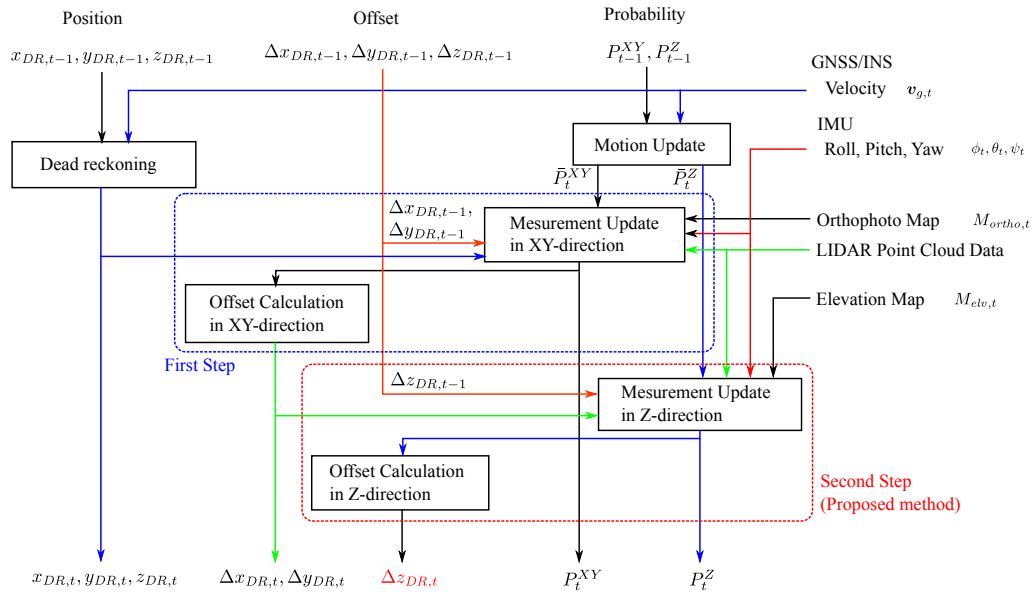 Position
Offset
Probability
x_{DR,t−1}, y_{DR,t−1}, z_{DR,t−1}
Δx_{DR,t−1}, Δy_{DR,t−1}, Δz_{DR,t−1}
P^{XY}_{t−1}, P^{Z}_{t−1}
GNSS/INS
Velocity v_{g,t}
IMU
Roll, Pitch, Yaw ϕ_t, θ_t, ψ_t
Dead reckoning
Motion Update
P̄^{XY}_t
P̄^{Z}_t
Δx_{DR,t−1},
Δy_{DR,t−1}
Mesurement Update
in XY-direction
Orthophoto Map M_{ortho,t}
LIDAR Point Cloud Data
Offset Calculation
in XY-direction
Elevation Map M_{elv,t}
First Step
Δz_{DR,t−1}
Mesurement Update
in Z-direction
Offset Calculation
in Z-direction
Second Step
(Proposed method)
x_{DR,t}, y_{DR,t}, z_{DR,t}
Δx_{DR,t}, Δy_{DR,t}
Δz_{DR,t}
P^{XY}_t
P^{Z}_t